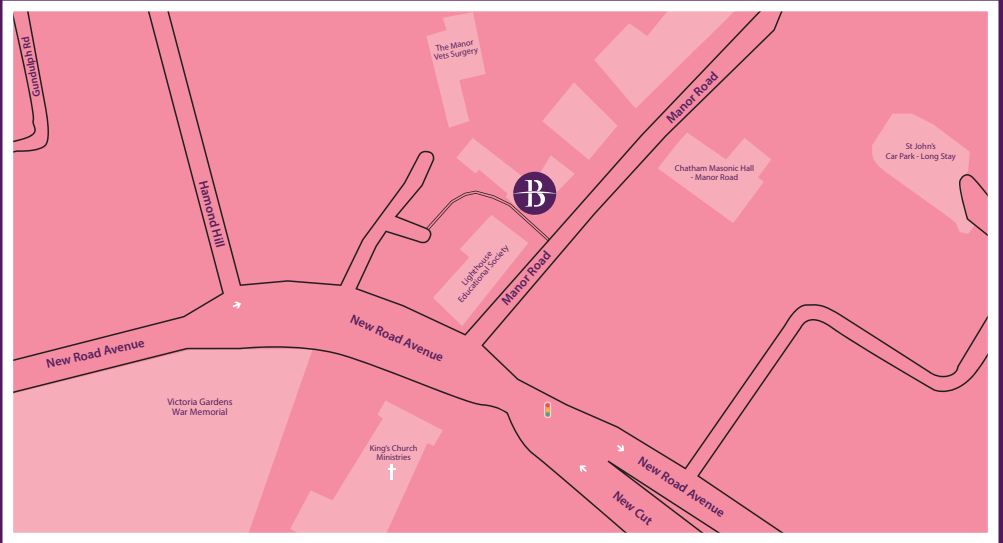 Gundulph Rd
The Manor
Vets Surgery
Manor Road
St John's
Car Park - Long Stay
Chatham Masonic Hall
- Manor Road
Hamond Hill
B
Lighthouse
Educational Society
Manor Road
New Road Avenue
New Road Avenue
Victoria Gardens
War Memorial
King's Church
Ministries
New Road Avenue
New Cut